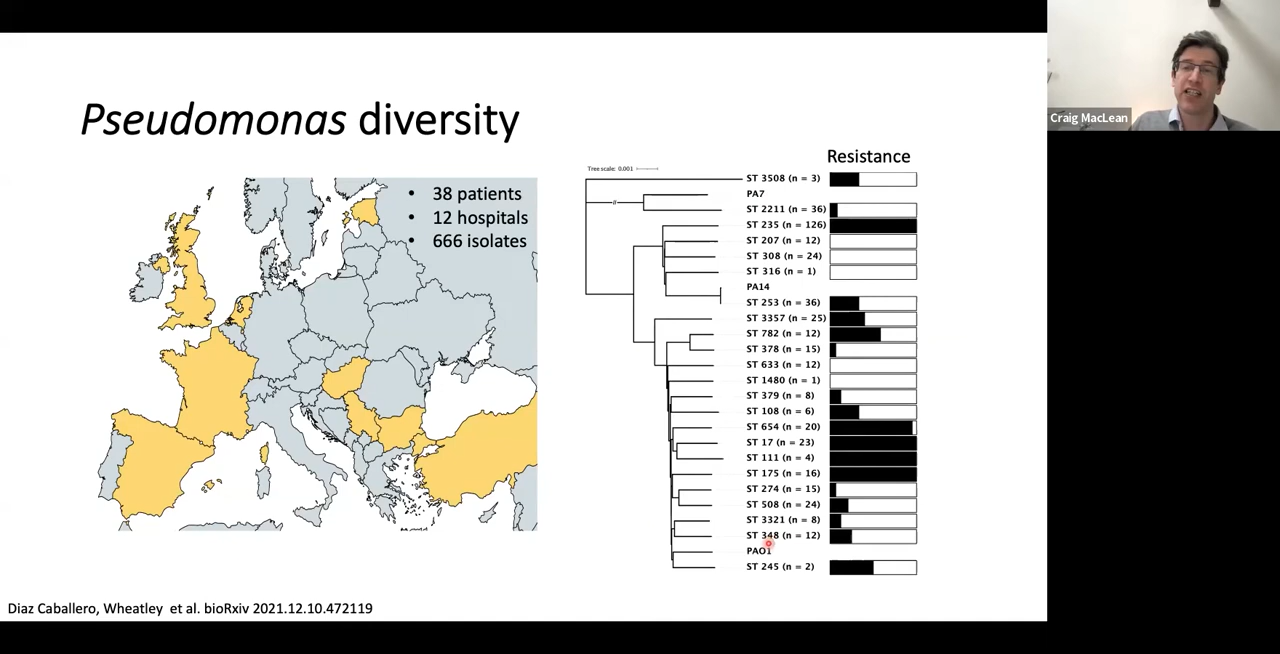 Craig MacLean
Pseudomonas diversity
• 38 patients
• 12 hospitals
• 666 isolates
Resistance
Tree scale: 0.001
ST 3508 (n = 3)
PA7
ST 2211 (n = 36)
ST 235 (n = 126)
ST 207 (n = 12)
ST 308 (n = 24)
ST 316 (n = 1)
PA14
ST 253 (n = 36)
ST 3357 (n = 25)
ST 782 (n = 12)
ST 378 (n = 15)
ST 633 (n = 12)
ST 1480 (n = 1)
ST 379 (n = 8)
ST 108 (n = 6)
ST 654 (n = 20)
ST 17 (n = 23)
ST 111 (n = 4)
ST 175 (n = 16)
ST 274 (n = 15)
ST 508 (n = 24)
ST 3321 (n = 8)
ST 348 (n = 12)
PAO1
ST 245 (n = 2)
Diaz Caballero, Wheatley et al. bioRxiv 2021.12.10.472119